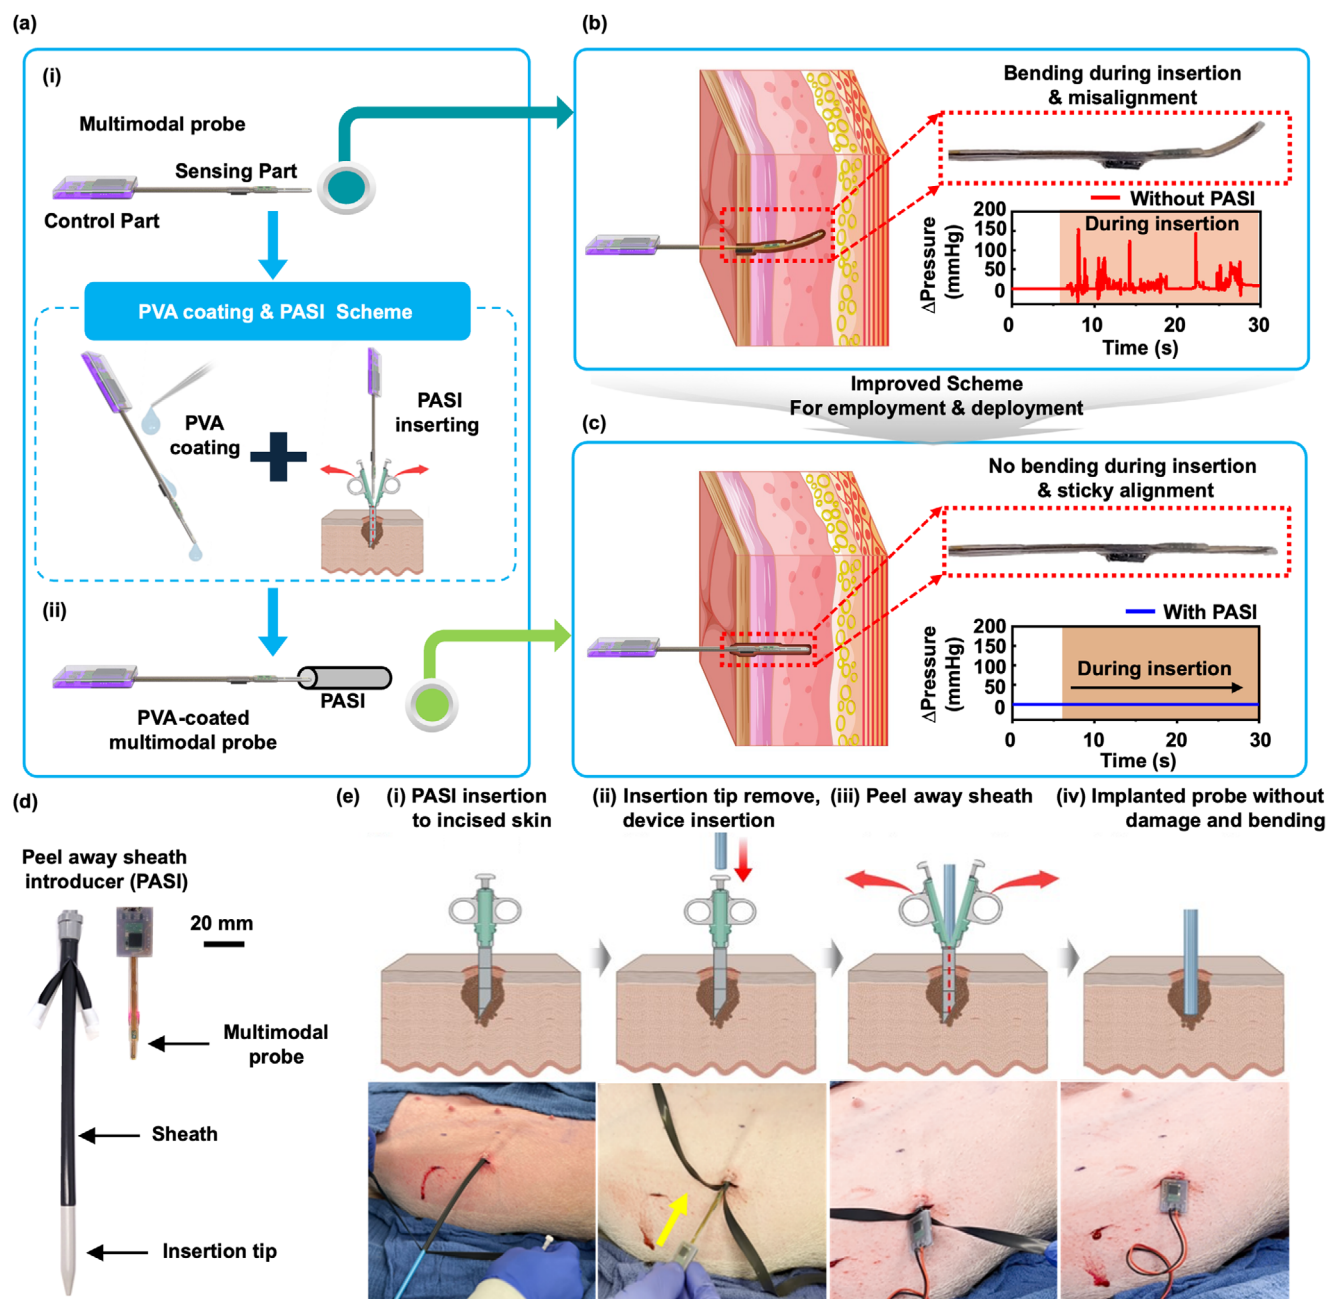 (a)
(i)
Multimodal probe
Sensing Part
Control Part
PVA coating & PASI Scheme
PVA
coating
PASI
inserting
(ii)
PASI
PVA-coated
multimodal probe
(b)
Bending during insertion
& misalignment
Without PASI
During insertion
200
150
100
50
0
ΔPressure
(mmHg)
0
10
20
30
Time (s)
Improved Scheme
For employment & deployment
(c)
No bending during insertion
& sticky alignment
With PASI
During insertion
200
150
100
50
0
ΔPressure
(mmHg)
0
10
20
30
Time (s)
(d)
Peel away sheath
introducer (PASI)
20 mm
Multimodal
probe
Sheath
Insertion tip
(e)
(i) PASI insertion
to incised skin
(ii) Insertion tip remove,
device insertion
(iii) Peel away sheath
(iv) Implanted probe without
damage and bending